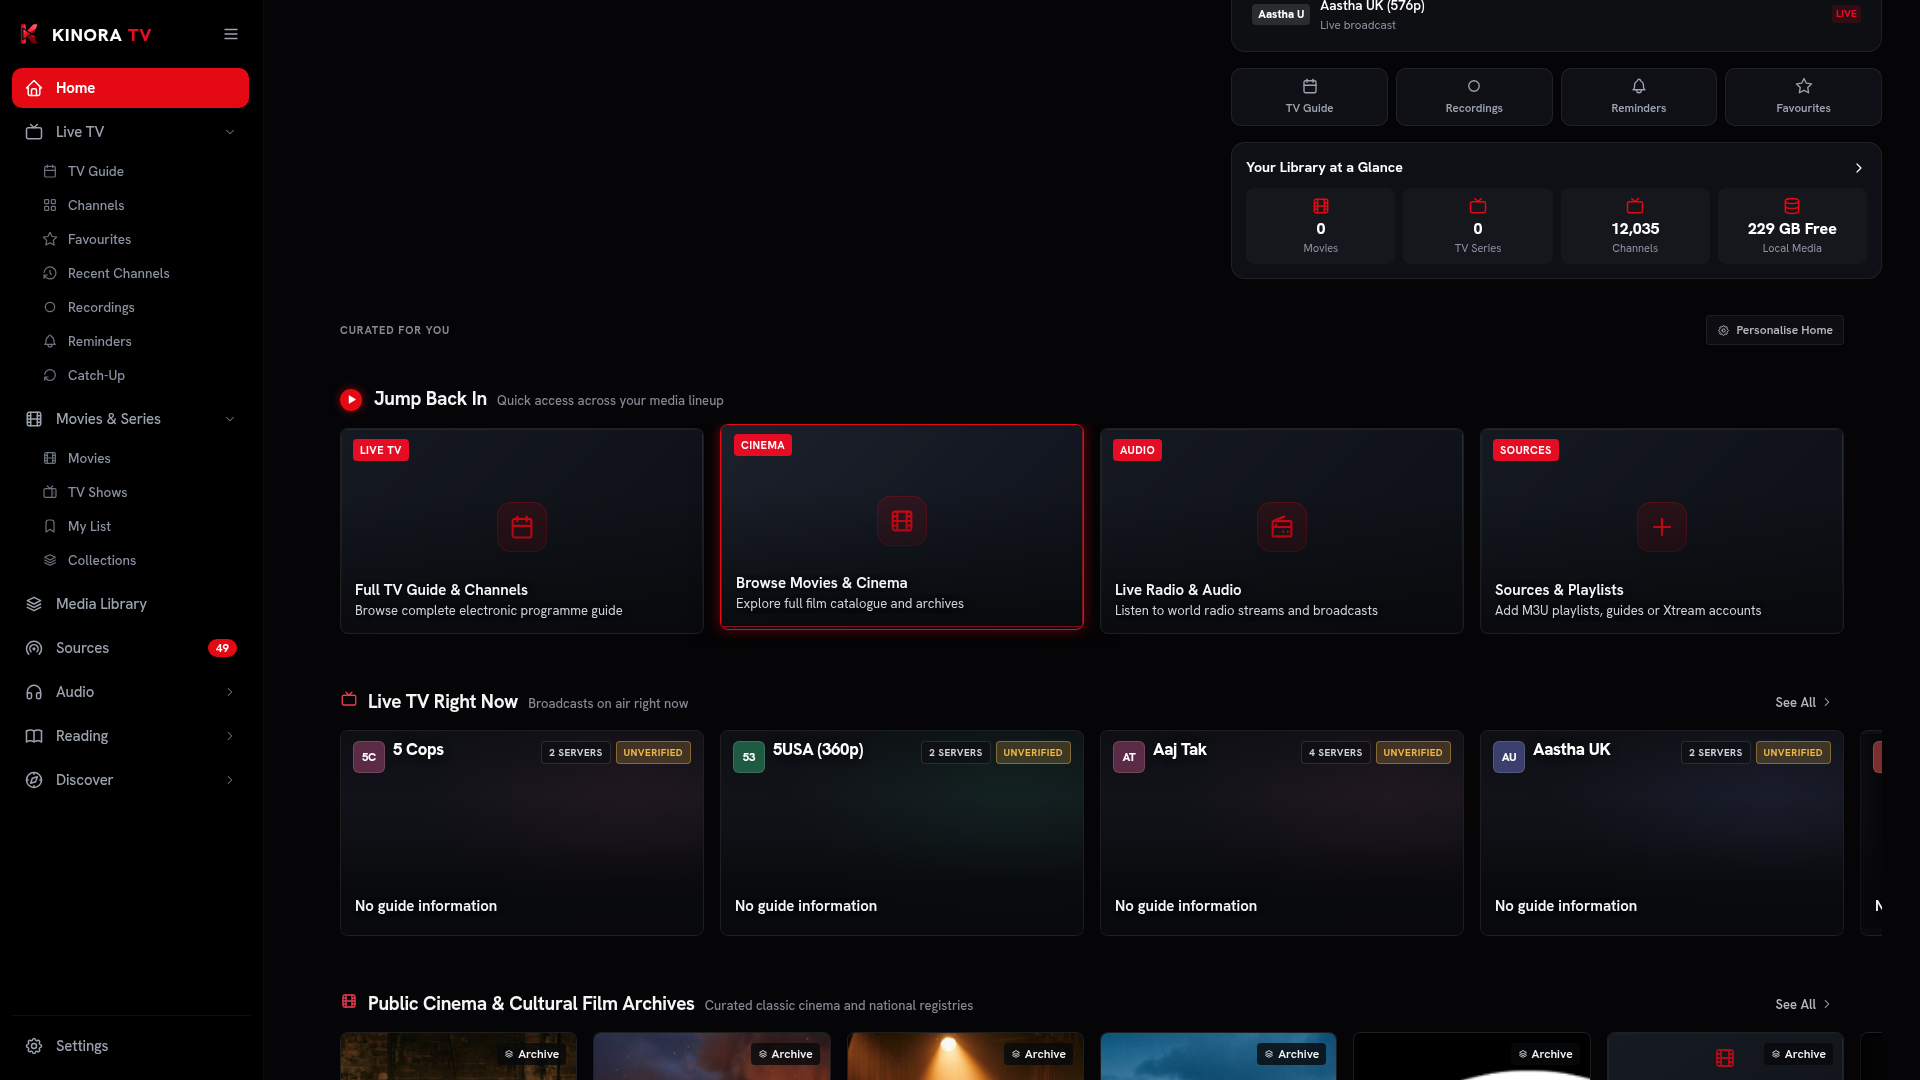 KINORA TV
Home
Live TV
TV Guide
Channels
Favourites
Recent Channels
Recordings
Reminders
Catch-Up
Movies & Series
Movies
TV Shows
My List
Collections
Media Library
Sources 49
Audio
Reading
Discover
Settings
Aastha U Aastha UK (576p) LIVE
Live broadcast
TV Guide Recordings Reminders Favourites
Your Library at a Glance
0 0 12,035 229 GB Free
Movies TV Series Channels Local Media
CURATED FOR YOU Personalise Home
Jump Back In Quick access across your media lineup
LIVE TV CINEMA AUDIO SOURCES
Full TV Guide & Channels
Browse complete electronic programme guide
Browse Movies & Cinema
Explore full film catalogue and archives
Live Radio & Audio
Listen to world radio streams and broadcasts
Sources & Playlists
Add M3U playlists, guides or Xtream accounts
Live TV Right Now Broadcasts on air right now See All
5C 5 Cops 2 SERVERS UNVERIFIED
No guide information
53 5USA (360p) 2 SERVERS UNVERIFIED
No guide information
AT Aaj Tak 4 SERVERS UNVERIFIED
No guide information
AU Aastha UK 2 SERVERS UNVERIFIED
No guide information
Public Cinema & Cultural Film Archives Curated classic cinema and national registries See All
Archive Archive Archive Archive Archive Archive